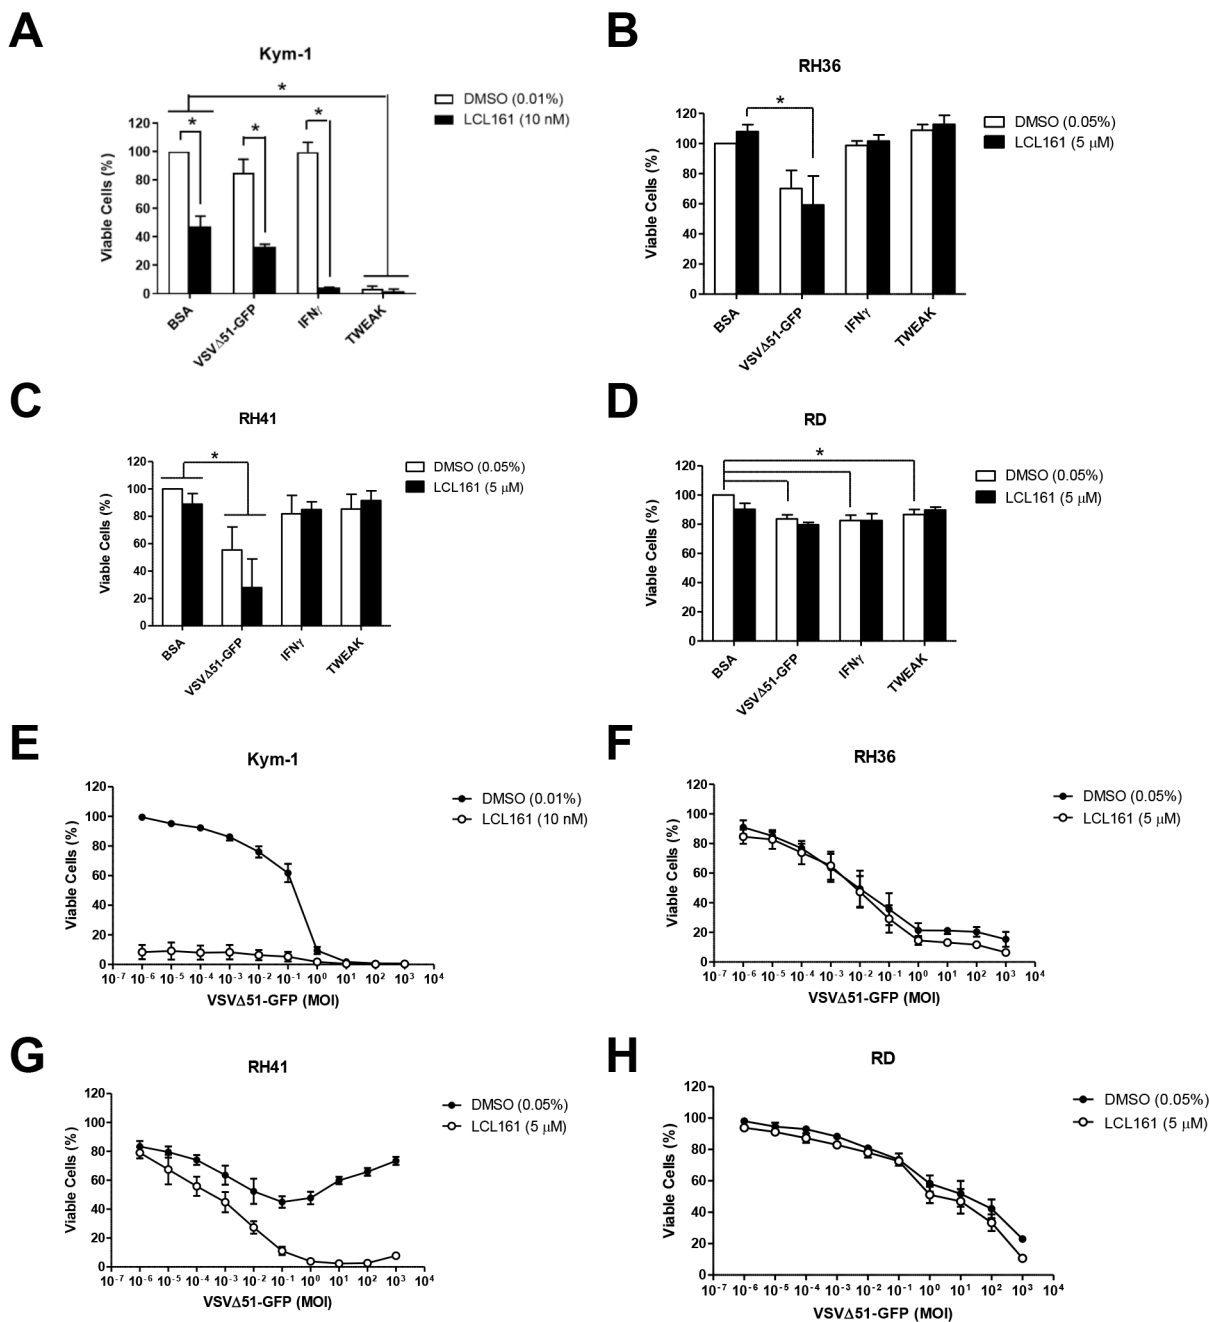 A
Kym-1
*
DMSO (0.01%)
LCL161 (10 nM)
* * *
Viable Cells (%)
120
100
80
60
40
20
0
BSA
VSVΔ51-GFP
IFNγ
TWEAK
B
RH36
*
DMSO (0.05%)
LCL161 (5 μM)
Viable Cells (%)
120
100
80
60
40
20
0
BSA
VSVΔ51-GFP
IFNγ
TWEAK
C
RH41
*
DMSO (0.05%)
LCL161 (5 μM)
Viable Cells (%)
120
100
80
60
40
20
0
BSA
VSVΔ51-GFP
IFNγ
TWEAK
D
RD
*
DMSO (0.05%)
LCL161 (5 μM)
Viable Cells (%)
120
100
80
60
40
20
0
BSA
VSVΔ51-GFP
IFNγ
TWEAK
E
Kym-1
DMSO (0.01%)
LCL161 (10 nM)
Viable Cells (%)
120
100
80
60
40
20
0
10⁻⁷ 10⁻⁶ 10⁻⁵ 10⁻⁴ 10⁻³ 10⁻² 10⁻¹ 10⁰ 10¹ 10² 10³ 10⁴
VSVΔ51-GFP (MOI)
F
RH36
DMSO (0.05%)
LCL161 (5 μM)
Viable Cells (%)
120
100
80
60
40
20
0
10⁻⁷ 10⁻⁶ 10⁻⁵ 10⁻⁴ 10⁻³ 10⁻² 10⁻¹ 10⁰ 10¹ 10² 10³ 10⁴
VSVΔ51-GFP (MOI)
G
RH41
DMSO (0.05%)
LCL161 (5 μM)
Viable Cells (%)
120
100
80
60
40
20
0
10⁻⁷ 10⁻⁶ 10⁻⁵ 10⁻⁴ 10⁻³ 10⁻² 10⁻¹ 10⁰ 10¹ 10² 10³ 10⁴
VSVΔ51-GFP (MOI)
H
RD
DMSO (0.05%)
LCL161 (5 μM)
Viable Cells (%)
120
100
80
60
40
20
0
10⁻⁷ 10⁻⁶ 10⁻⁵ 10⁻⁴ 10⁻³ 10⁻² 10⁻¹ 10⁰ 10¹ 10² 10³ 10⁴
VSVΔ51-GFP (MOI)